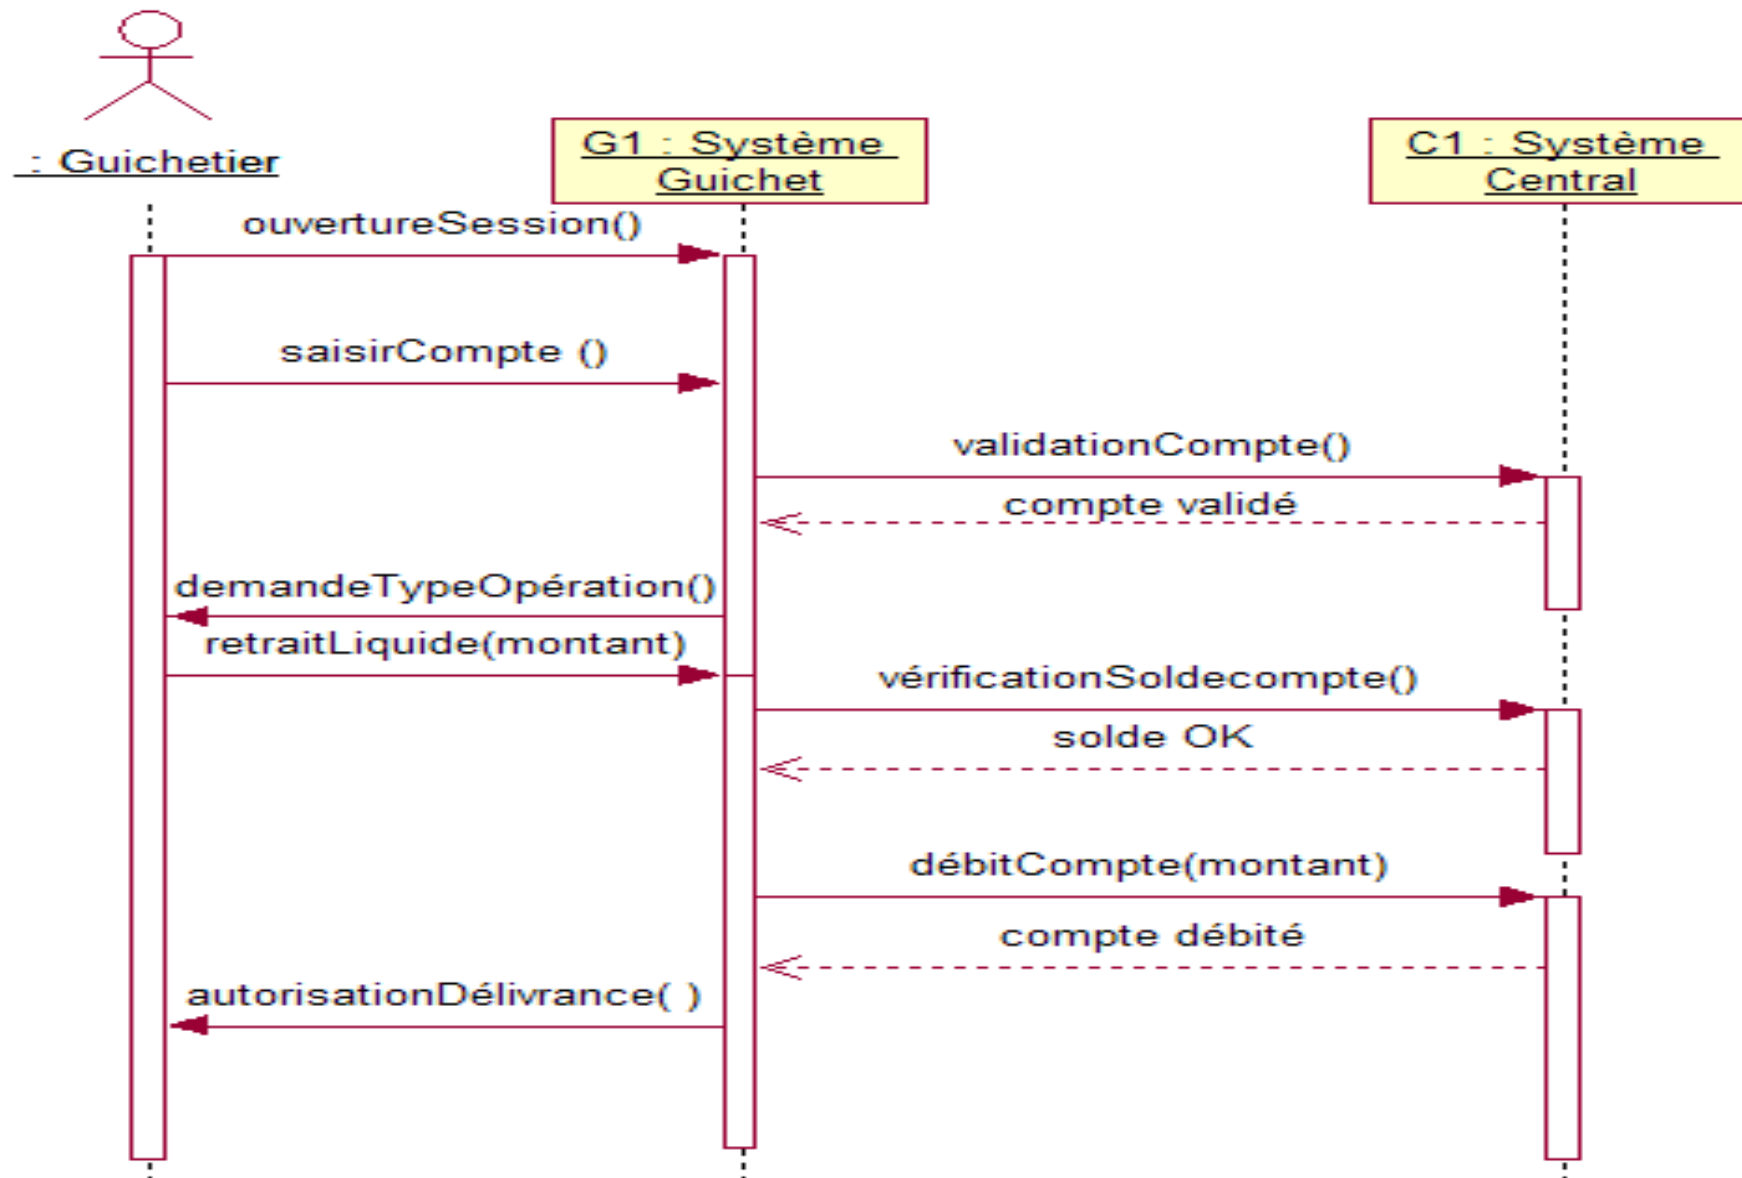 : Guichetier
G1 : Système
Guichet
C1 : Système
Central
ouvertureSession()
saisirCompte ()
validationCompte()
compte validé
demandeTypeOpération()
retraitLiquide(montant)
vérificationSoldecompte()
solde OK
débitCompte(montant)
compte débité
autorisationDélivrance( )